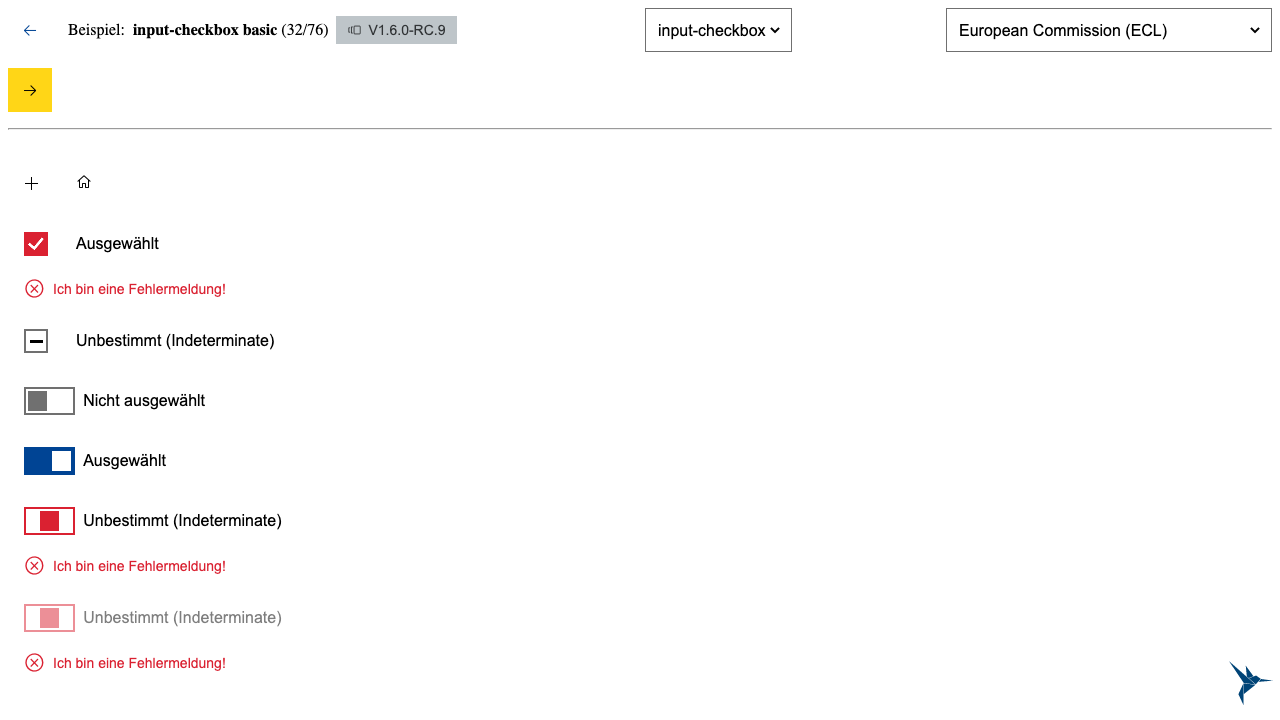 Beispiel: input-checkbox basic (32/76) V1.6.0-RC.9 input-checkbox European Commission (ECL)
Ausgewählt
Ich bin eine Fehlermeldung!
Unbestimmt (Indeterminate)
Nicht ausgewählt
Ausgewählt
Unbestimmt (Indeterminate)
Ich bin eine Fehlermeldung!
Unbestimmt (Indeterminate)
Ich bin eine Fehlermeldung!